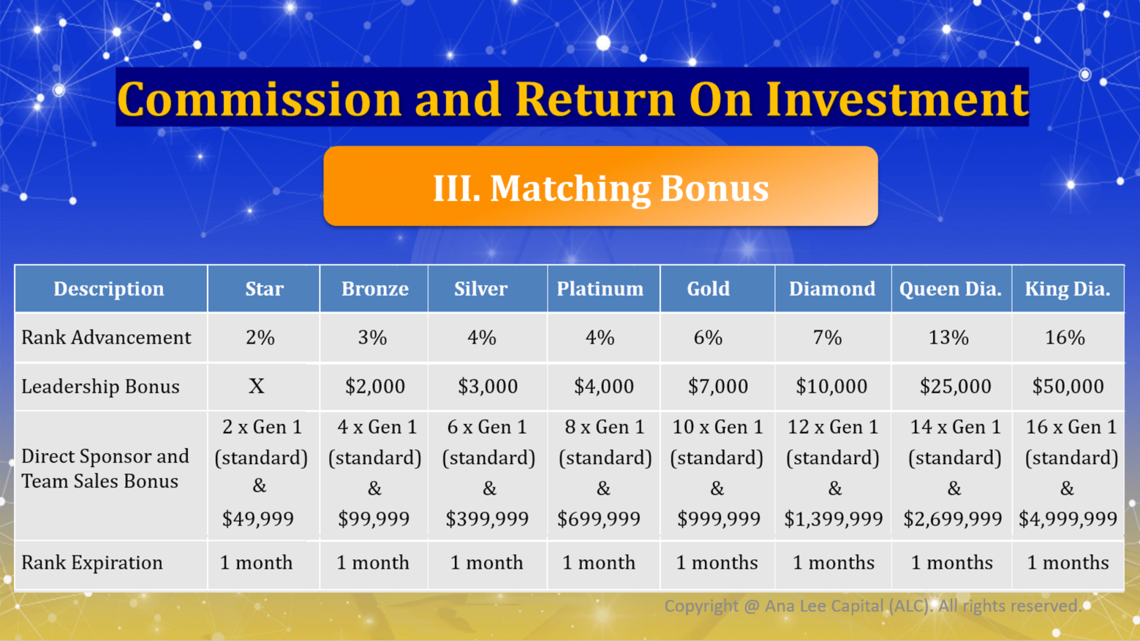 Commission and Return On Investment
III. Matching Bonus
Description Star Bronze Silver Platinum Gold Diamond Queen Dia. King Dia.
Rank Advancement 2% 3% 4% 4% 6% 7% 13% 16%
Leadership Bonus X $2,000 $3,000 $4,000 $7,000 $10,000 $25,000 $50,000
Direct Sponsor and
Team Sales Bonus
2 x Gen 1
(standard)
&
$49,999
4 x Gen 1
(standard)
&
$99,999
6 x Gen 1
(standard)
&
$399,999
8 x Gen 1
(standard)
&
$699,999
10 x Gen 1
(standard)
&
$999,999
12 x Gen 1
(standard)
&
$1,399,999
14 x Gen 1
(standard)
&
$2,699,999
16 x Gen 1
(standard)
&
$4,999,999
Rank Expiration 1 month 1 month 1 month 1 month 1 months 1 months 1 months 1 months
Copyright @ Ana Lee Capital (ALC). All rights reserved.